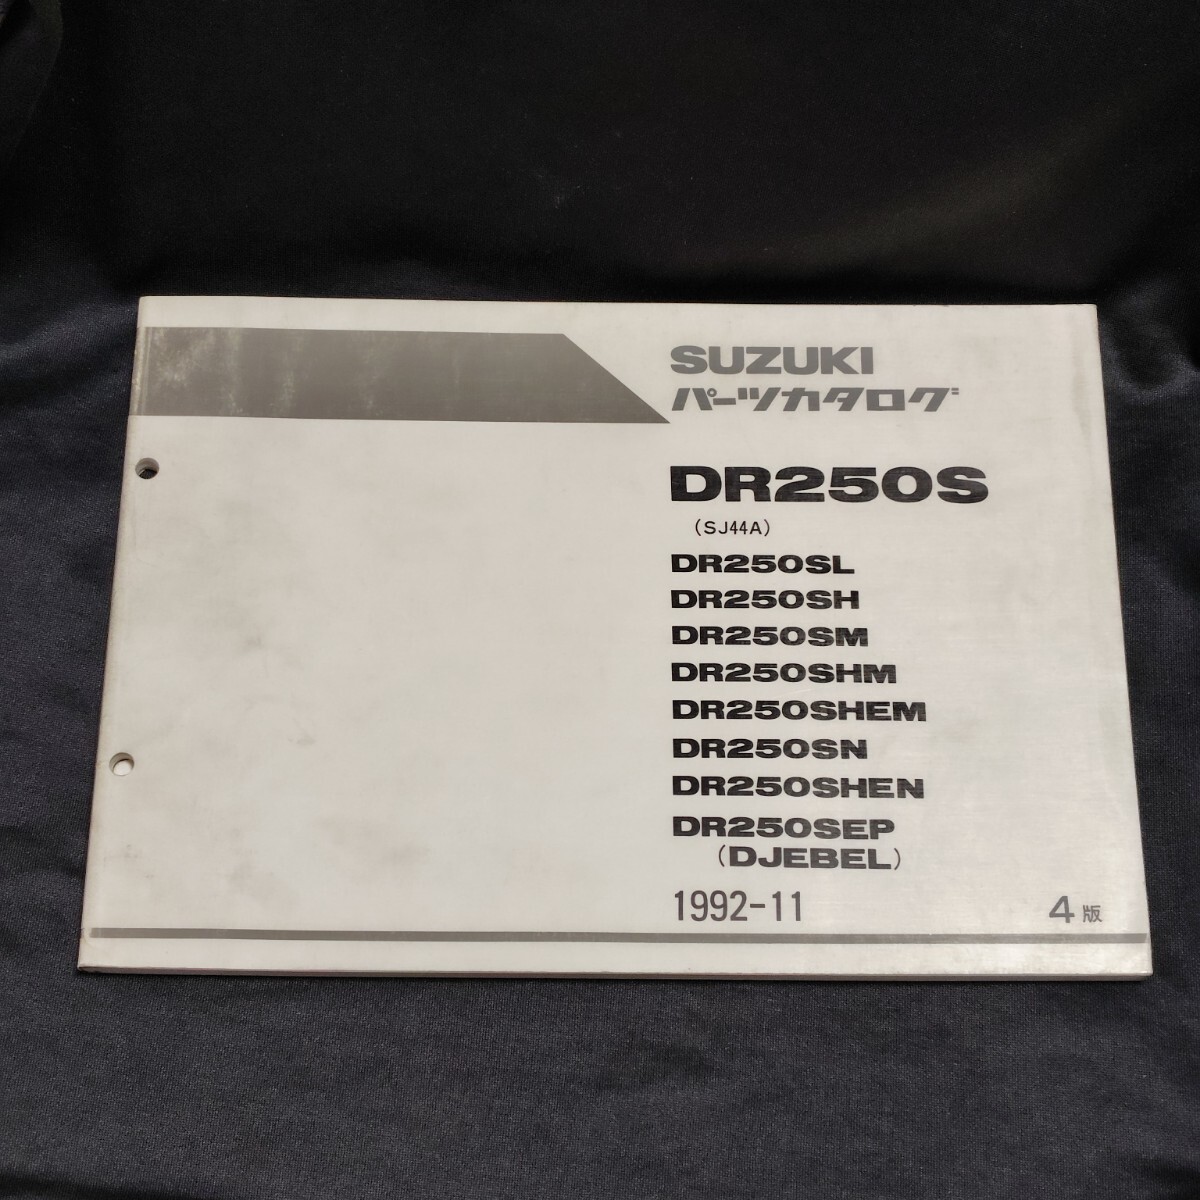 SUZUKI
パーツカタログ
DR250S
(SJ44A)
DR250SL
DR250SH
DR250SM
DR250SHM
DR250SHEM
DR250SN
DR250SHEN
DR250SEP
(DJEBEL)
1992-11 4版